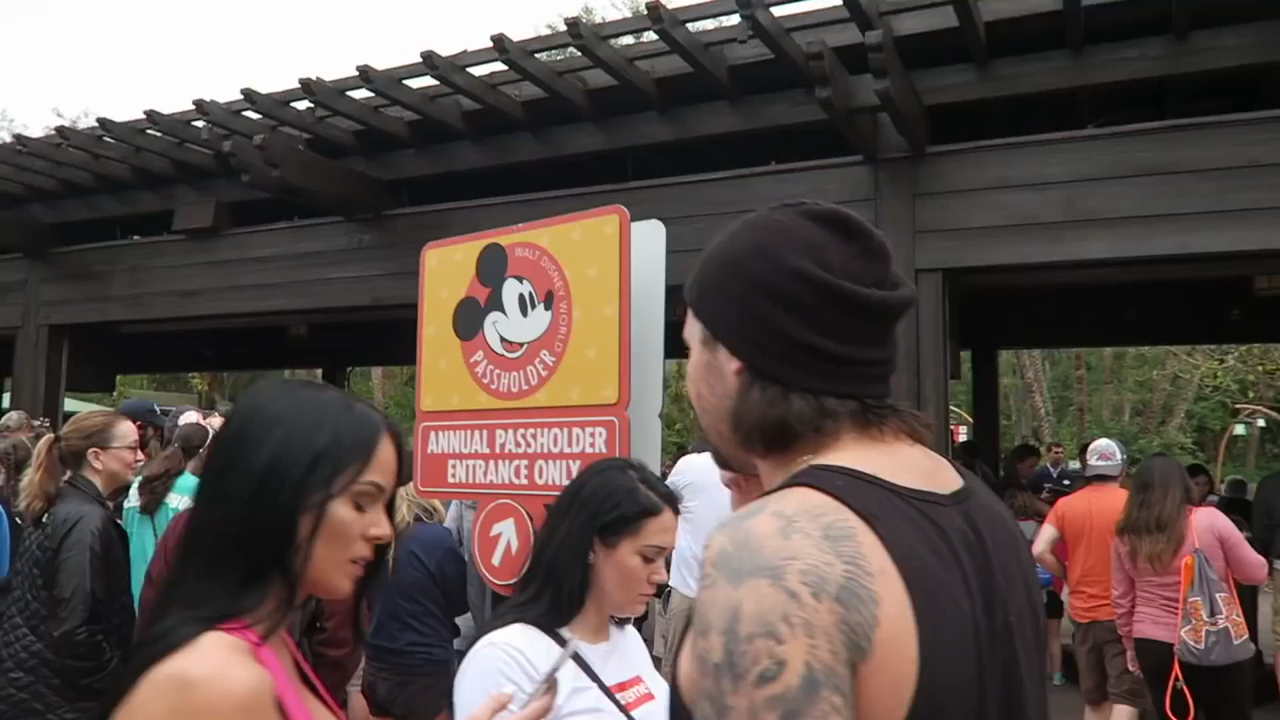 WALT DISNEY WORLD
PASSHOLDER
ANNUAL PASSHOLDER
ENTRANCE ONLY